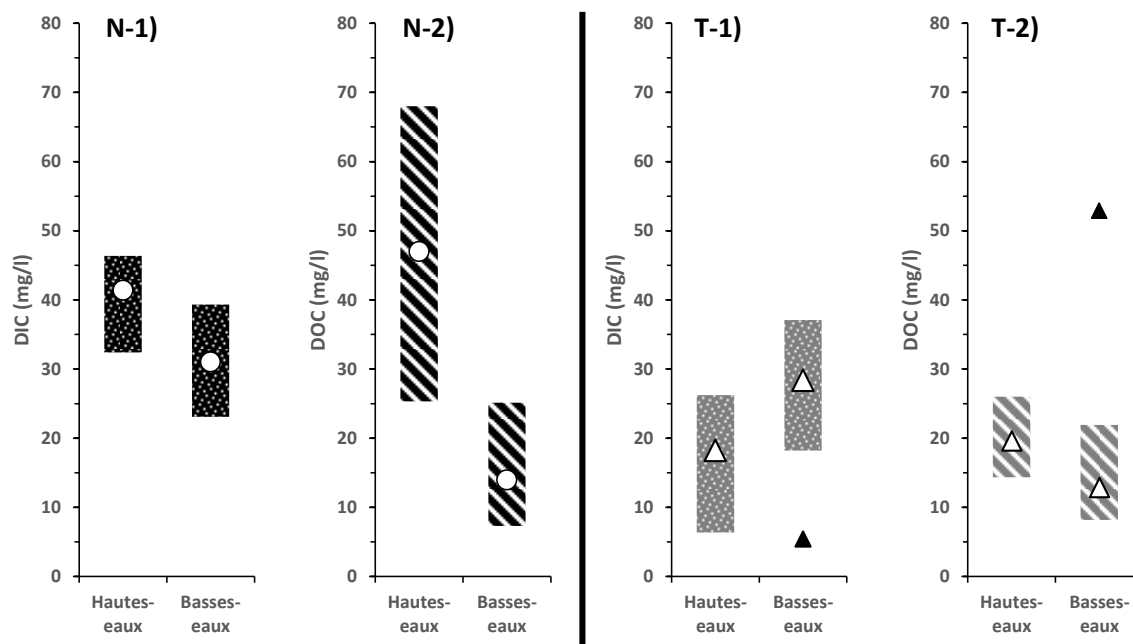 N-1)
80
70
60
50
40
30
20
10
0
DIC (mg/l)
Hautes-
eaux
Basses-
eaux
N-2)
80
70
60
50
40
30
20
10
0
DOC (mg/l)
Hautes-
eaux
Basses-
eaux
T-1)
80
70
60
50
40
30
20
10
0
DIC (mg/l)
Hautes-
eaux
Basses-
eaux
T-2)
80
70
60
50
40
30
20
10
0
DOC (mg/l)
Hautes-
eaux
Basses-
eaux